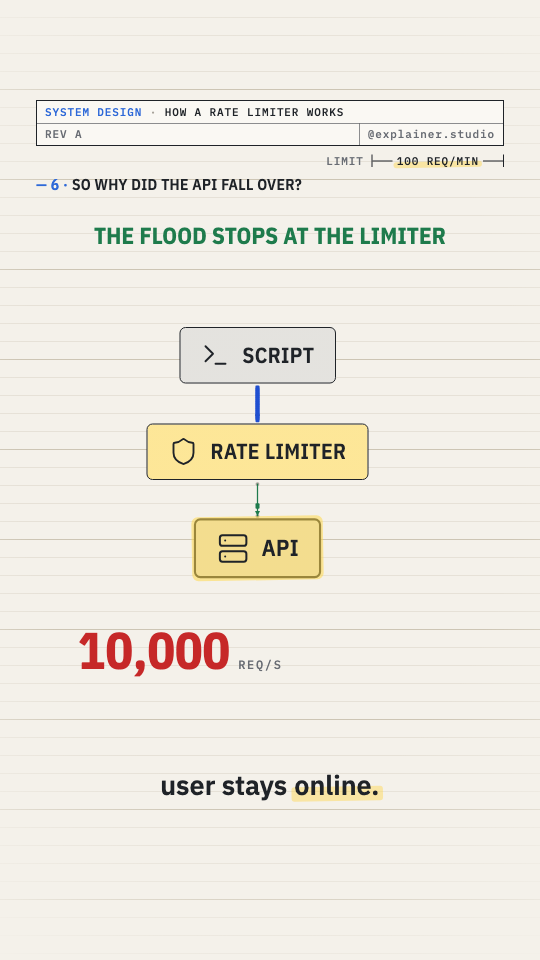 SYSTEM DESIGN · HOW A RATE LIMITER WORKS
REV A
@explainer.studio
LIMIT 100 REQ/MIN
— 6 · SO WHY DID THE API FALL OVER?
THE FLOOD STOPS AT THE LIMITER
SCRIPT
RATE LIMITER
API
10,000 REQ/S
user stays online.